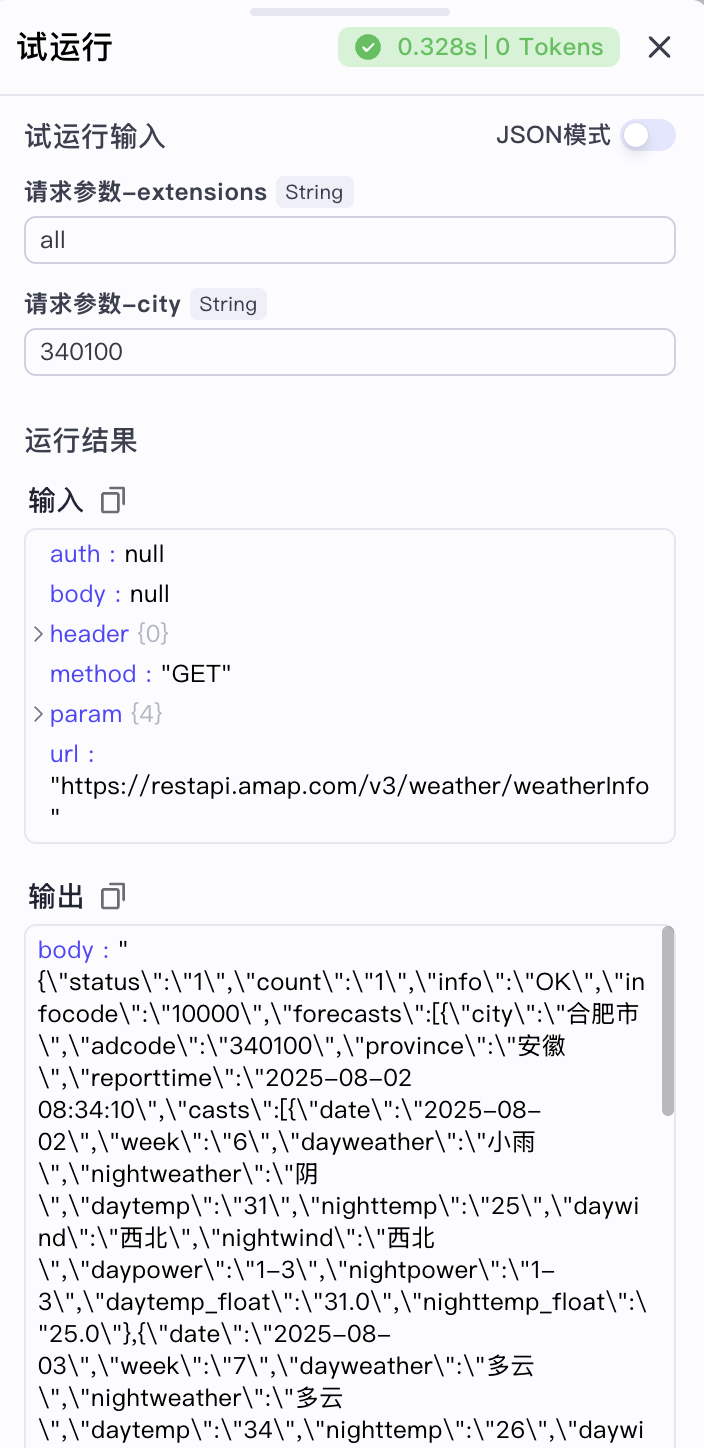 试运行
0.328s | 0 Tokens
试运行输入
JSON模式
请求参数-extensions String
all
请求参数-city String
340100
运行结果
输入
auth : null
body : null
header {0}
method : "GET"
param {4}
url :
"https://restapi.amap.com/v3/weather/weatherInfo
"
输出
body : "
{\"status\":\"1\",\"count\":\"1\",\"info\":\"OK\",\"in
focode\":\"10000\",\"forecasts\":[{\"city\":\"合肥市
\",\"adcode\":\"340100\",\"province\":\"安徽
\",\"reporttime\":\"2025-08-02
08:34:10\",\"casts\":[{\"date\":\"2025-08-
02\",\"week\":\"6\",\"dayweather\":\"小雨
\",\"nightweather\":\"阴
\",\"daytemp\":\"31\",\"nighttemp\":\"25\",\"daywi
nd\":\"西北\",\"nightwind\":\"西北
\",\"daypower\":\"1-3\",\"nightpower\":\"1-
3\",\"daytemp_float\":\"31.0\",\"nighttemp_float\":\
"25.0\"},{\"date\":\"2025-08-
03\",\"week\":\"7\",\"dayweather\":\"多云
\",\"nightweather\":\"多云
\",\"daytemp\":\"34\",\"nighttemp\":\"26\",\"daywi